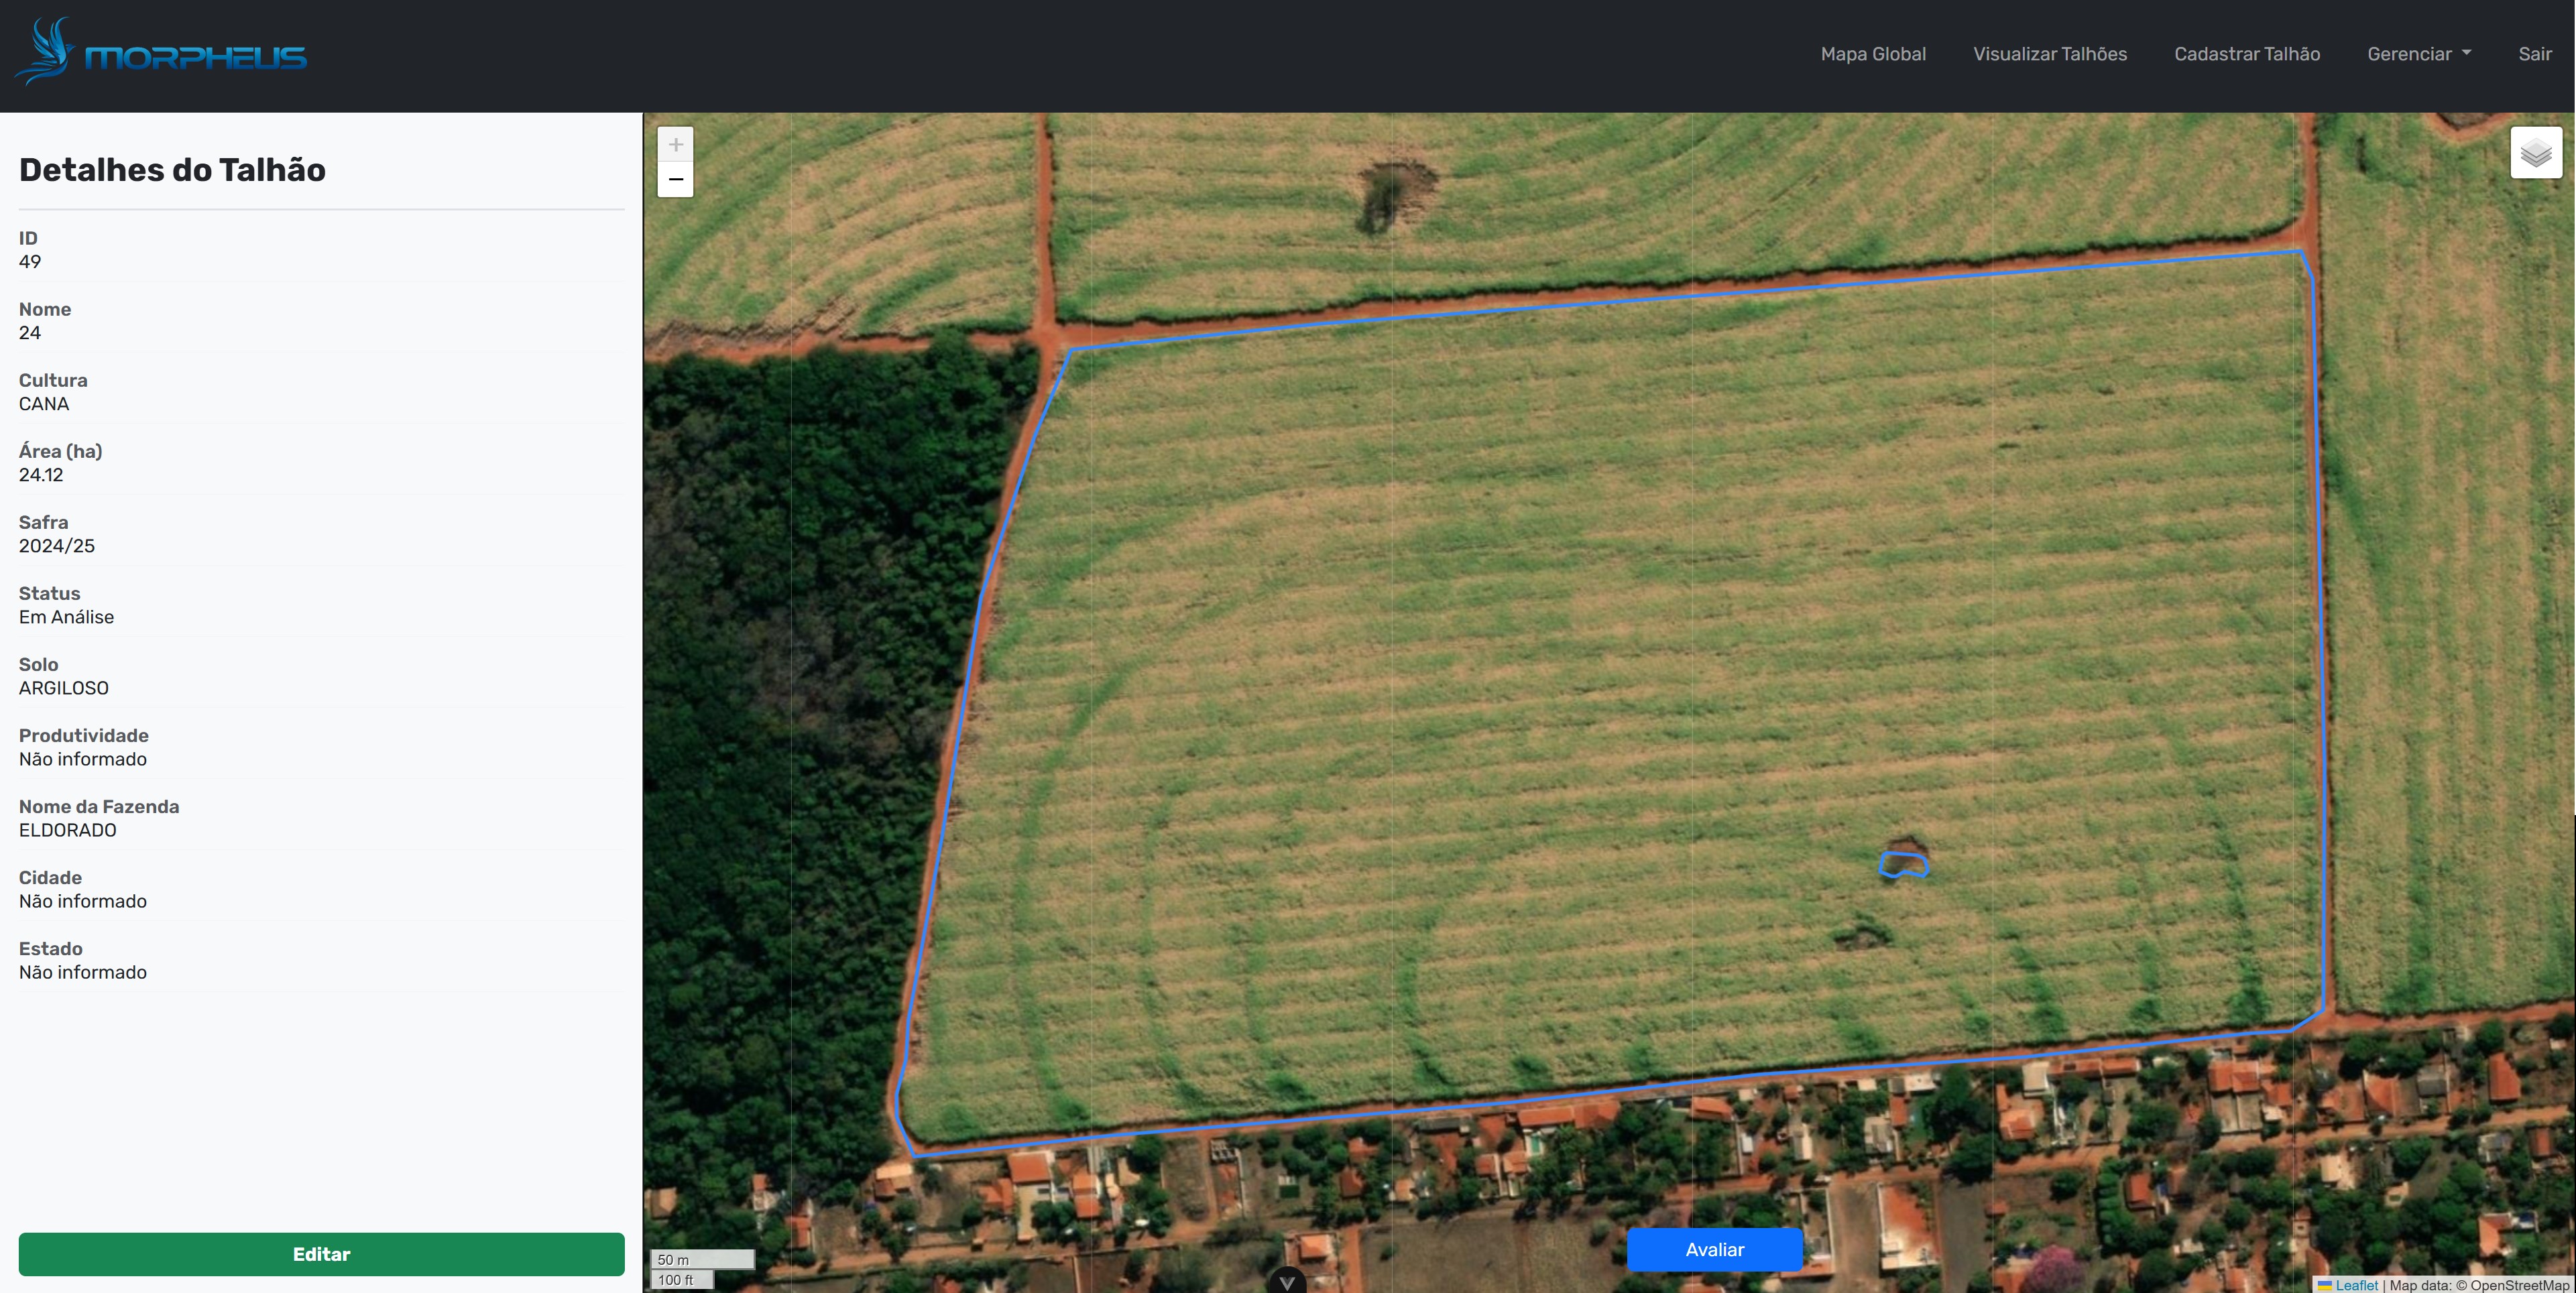 MORPHEUS
Mapa Global
Visualizar Talhões
Cadastrar Talhão
Gerenciar
Sair
Detalhes do Talhão
ID
49
Nome
24
Cultura
CANA
Área (ha)
24.12
Safra
2024/25
Status
Em Análise
Solo
ARGILOSO
Produtividade
Não informado
Nome da Fazenda
ELDORADO
Cidade
Não informado
Estado
Não informado
Editar
+
−
50 m
100 ft
Avaliar
Leaflet | Map data: © OpenStreetMap